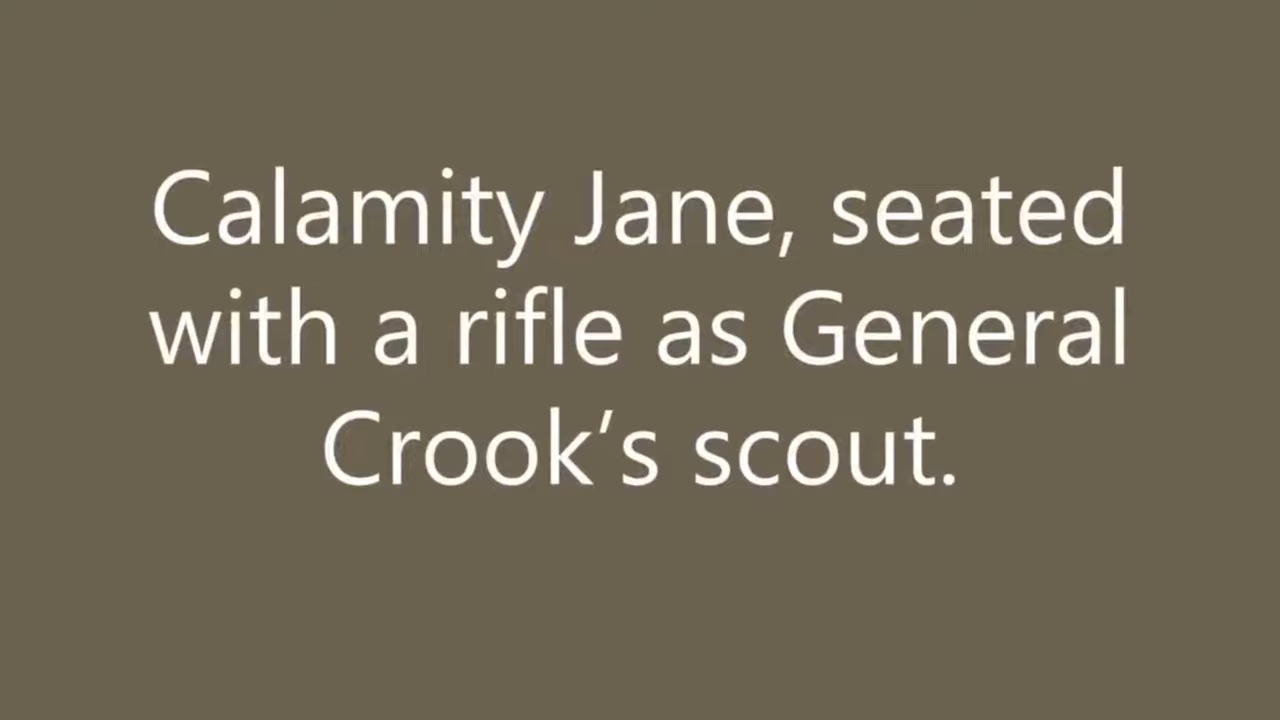 Calamity Jane, seated
with a rifle as General
Crook’s scout.